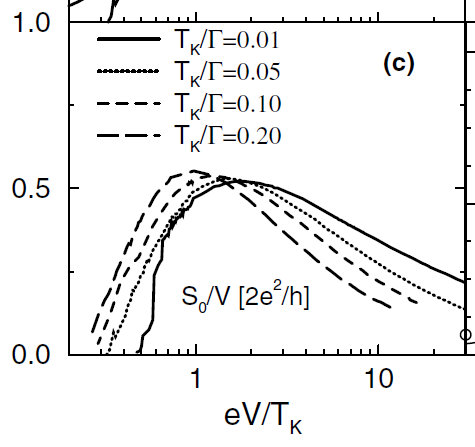 1.0
T_K/Γ=0.01
(c)
T_K/Γ=0.05
T_K/Γ=0.10
T_K/Γ=0.20
0.5
S_0/V [2e^2/h]
0.0
1 10
eV/T_K